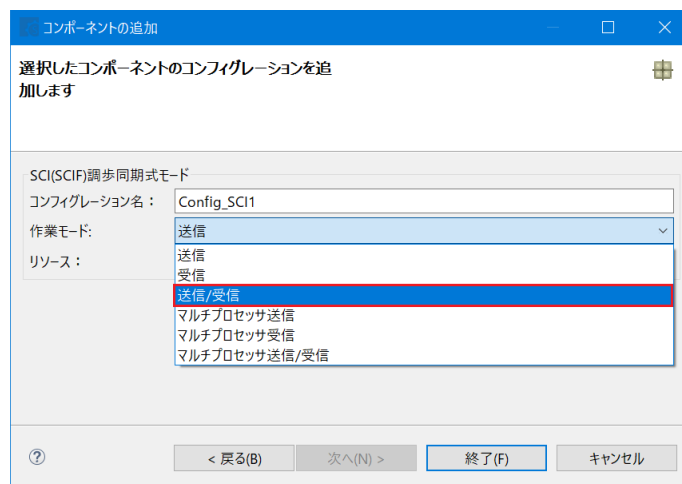 コンポーネントの追加
選択したコンポーネントのコンフィグレーションを追
加します
SCI(SCIF)調歩同期式モード
コンフィグレーション名：
Config_SCI1
作業モード:
送信
リソース：
送信
受信
送信/受信
マルチプロセッサ送信
マルチプロセッサ受信
マルチプロセッサ送信/受信
?
< 戻る(B)
次へ(N) >
終了(F)
キャンセル